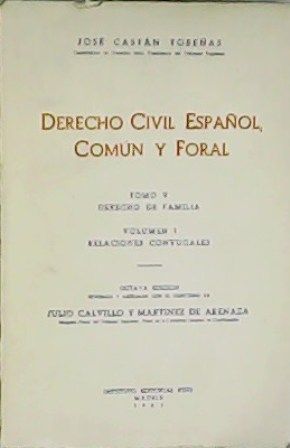 JOSÉ CASTÁN TOBEÑAS
DERECHO CIVIL ESPAÑOL,
COMÚN Y FORAL
TOMO V
DERECHO DE FAMILIA
VOLUMEN I
RELACIONES CONYUGALES
OCTAVA EDICIÓN
JULIO CALVILLO Y MARTINEZ DE ARENAZA
INSTITUTO EDITORIAL REUS
MADRID